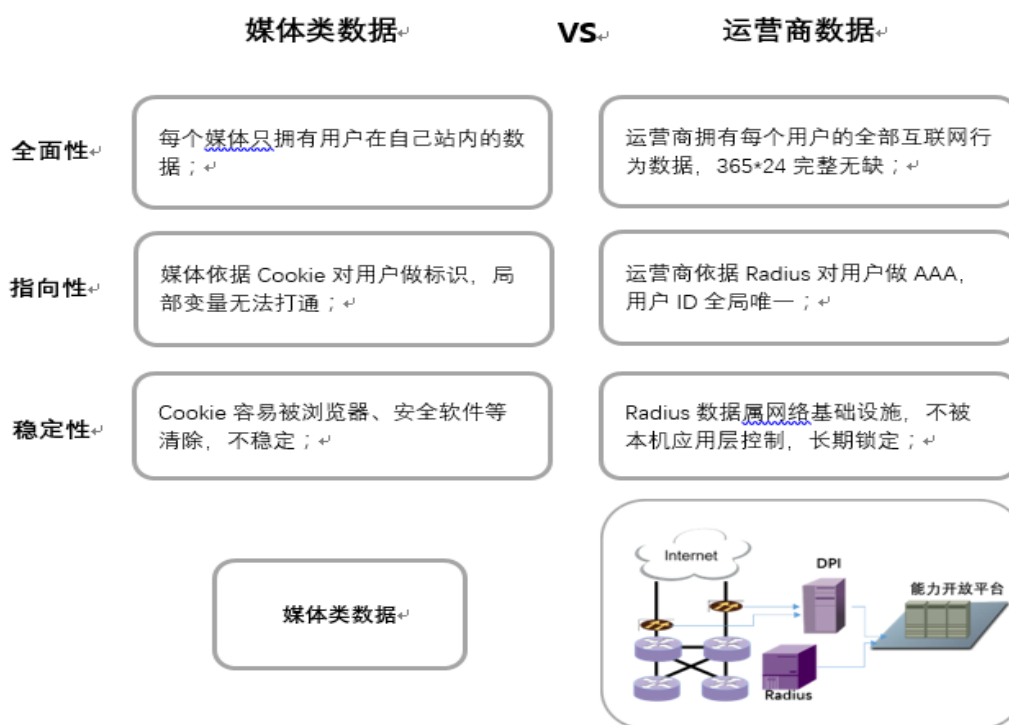 媒体类数据 VS 运营商数据
全面性
每个媒体只拥有用户在自己站内的数
据；
运营商拥有每个用户的全部互联网行
为数据，365*24 完整无缺；
指向性
媒体依据 Cookie 对用户做标识，局
部变量无法打通；
运营商依据 Radius 对用户做 AAA，
用户 ID 全局唯一；
稳定性
Cookie 容易被浏览器、安全软件等
清除，不稳定；
Radius 数据属网络基础设施，不被
本机应用层控制，长期锁定；
媒体类数据
Internet
DPI
能力开放平台
Radius